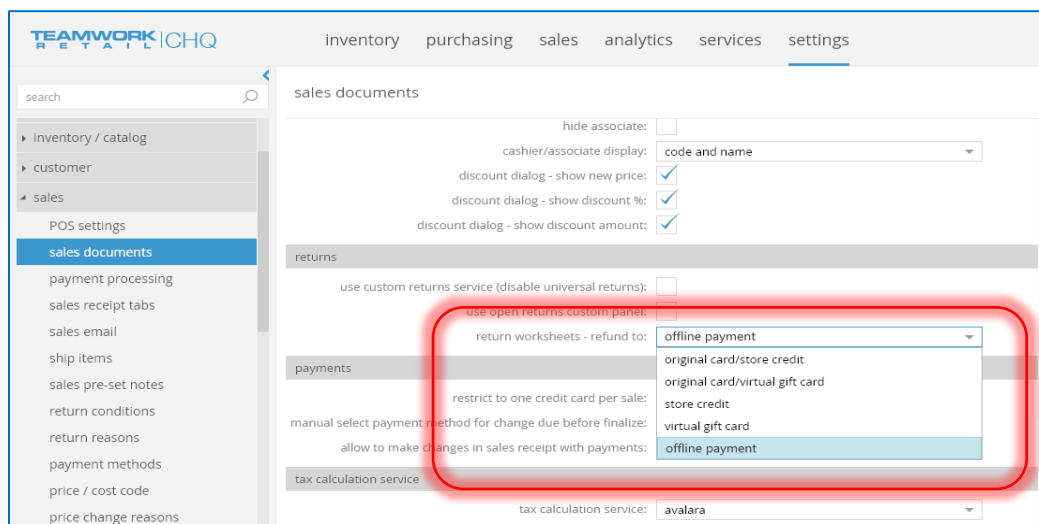 TEAMWORK RETAIL | CHQ
inventory purchasing sales analytics services settings
search
sales documents
inventory / catalog
customer
sales
POS settings
sales documents
payment processing
sales receipt tabs
sales email
ship items
sales pre-set notes
return conditions
return reasons
payment methods
price / cost code
price change reasons
hide associate:
cashier/associate display: code and name
discount dialog - show new price:
discount dialog - show discount %:
discount dialog - show discount amount:
returns
use custom returns service (disable universal returns):
use open returns custom panel:
return worksheets - refund to: offline payment
original card/store credit
original card/virtual gift card
store credit
virtual gift card
offline payment
payments
restrict to one credit card per sale:
manual select payment method for change due before finalize:
allow to make changes in sales receipt with payments:
tax calculation service
tax calculation service: avalara